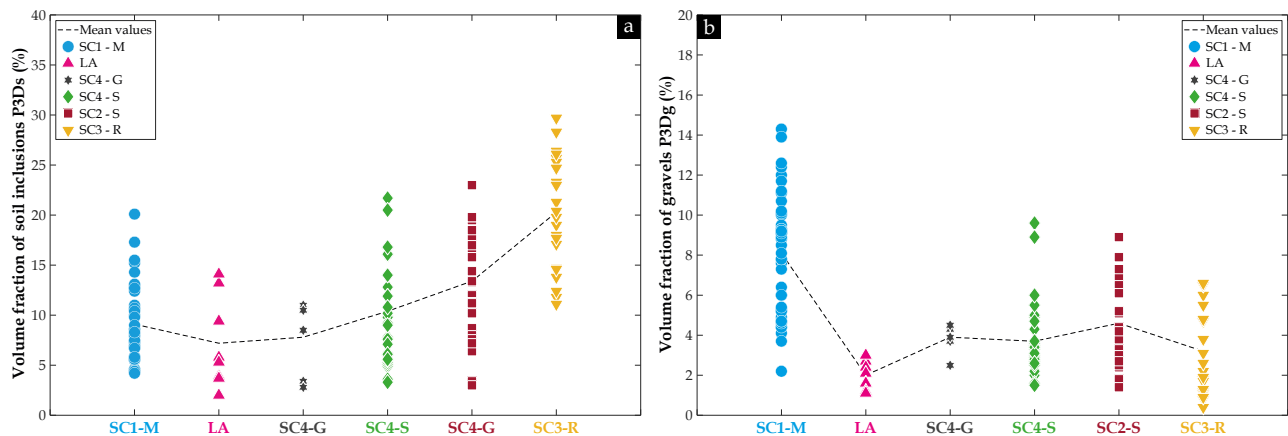 Volume fraction of soil inclusions P3Ds (%)
40
35
30
25
20
15
10
5
0
Mean values
SC1 - M
LA
SC4 - G
SC4 - S
SC2 - S
SC3 - R
a
SC1-M LA SC4-G SC4-S SC4-G SC3-R
Volume fraction of gravels P3Dg (%)
20
18
16
14
12
10
8
6
4
2
0
b
Mean values
SC1 - M
LA
SC4 - G
SC4 - S
SC2 - S
SC3 - R
SC1-M LA SC4-G SC4-S SC2-S SC3-R